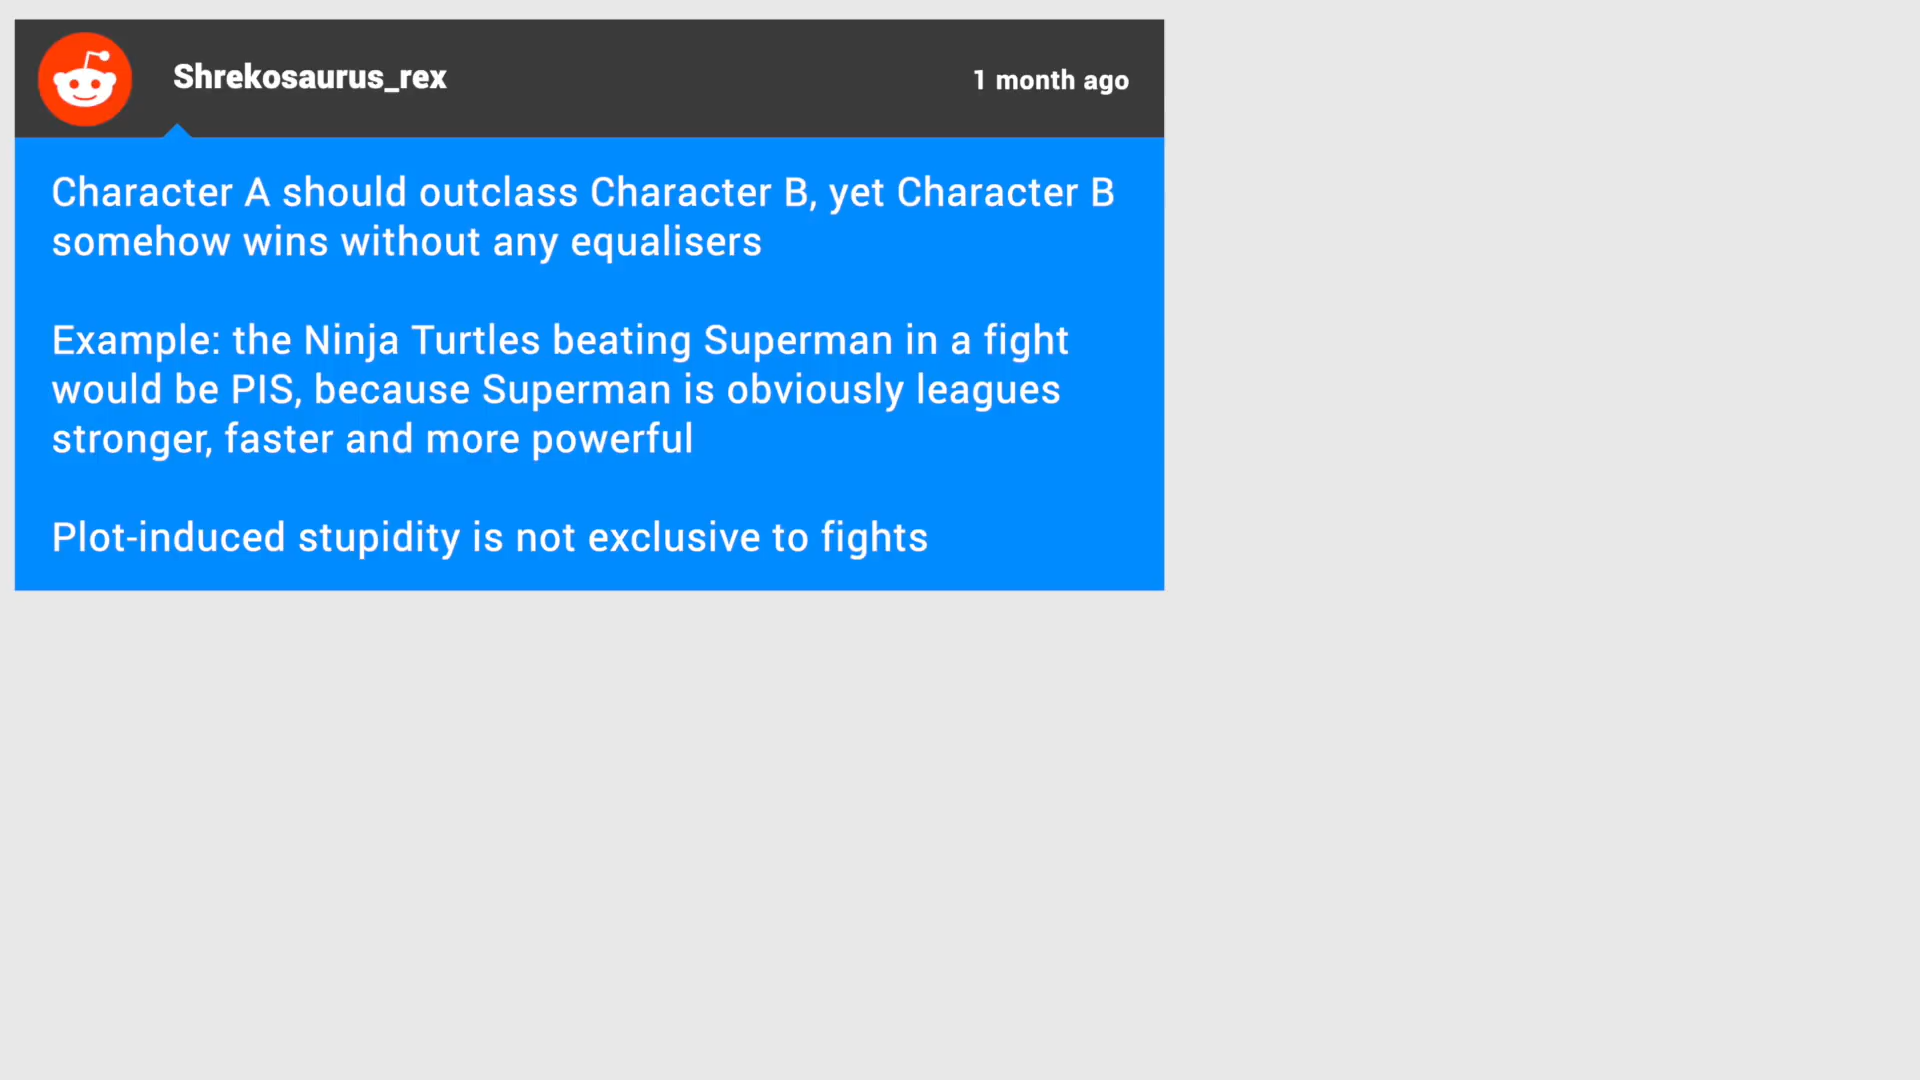 Shrekosaurus_rex
1 month ago
Character A should outclass Character B, yet Character B
somehow wins without any equalisers
Example: the Ninja Turtles beating Superman in a fight
would be PIS, because Superman is obviously leagues
stronger, faster and more powerful
Plot-induced stupidity is not exclusive to fights